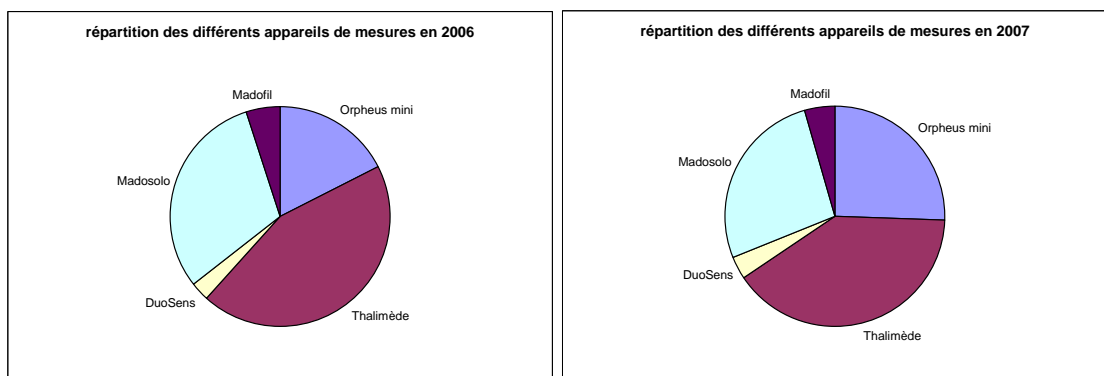 répartition des différents appareils de mesures en 2006
Madofil
Orpheus mini
Madosolo
DuoSens
Thalimède
répartition des différents appareils de mesures en 2007
Madofil
Orpheus mini
Madosolo
DuoSens
Thalimède